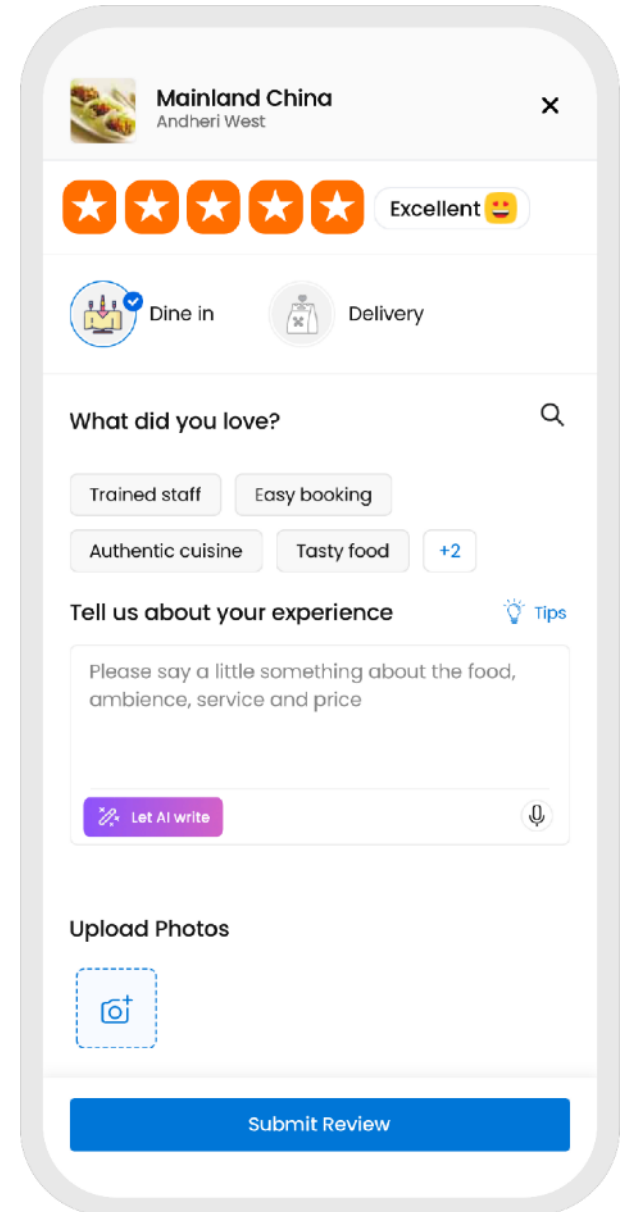 Mainland China
Andheri West
Excellent
Dine in
Delivery
What did you love?
Trained staff
Easy booking
Authentic cuisine
Tasty food
+2
Tell us about your experience
Tips
Please say a little something about the food,
ambience, service and price
Let AI write
Upload Photos
Submit Review